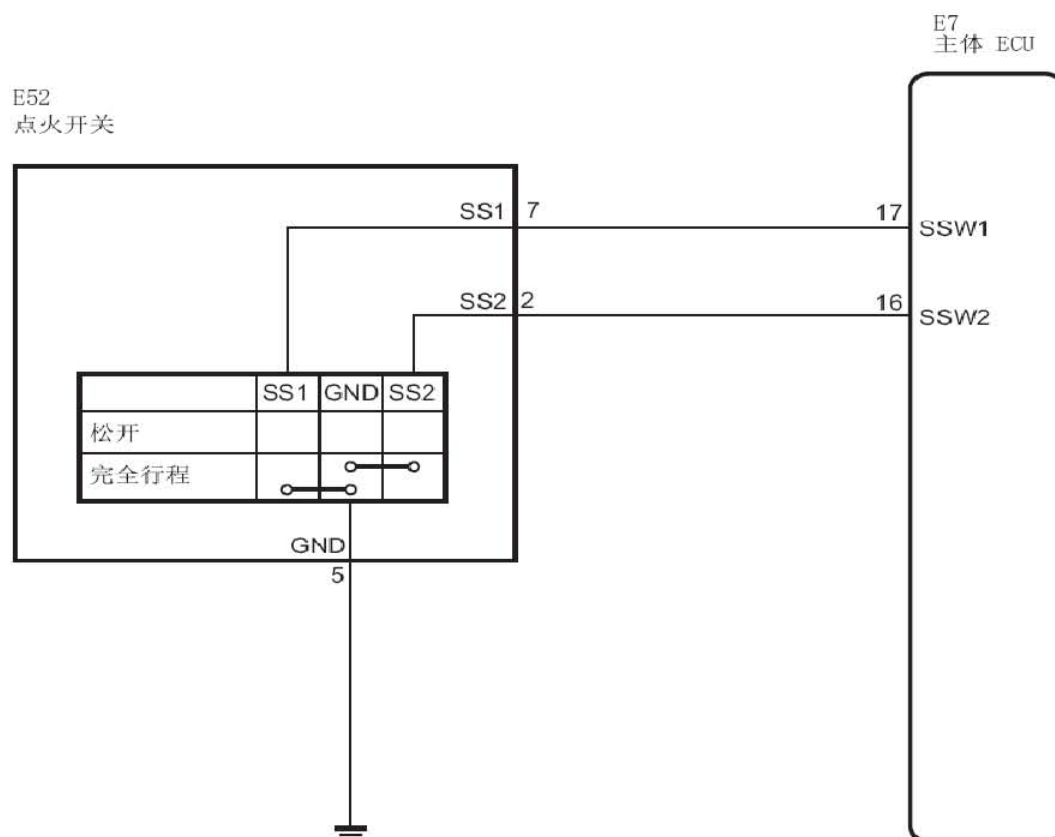 E7
主体 ECU
E52
点火开关
SS1 7
17 SSW1
SS2 2
16 SSW2
SS1 GND SS2
松开
完全行程
GND
5